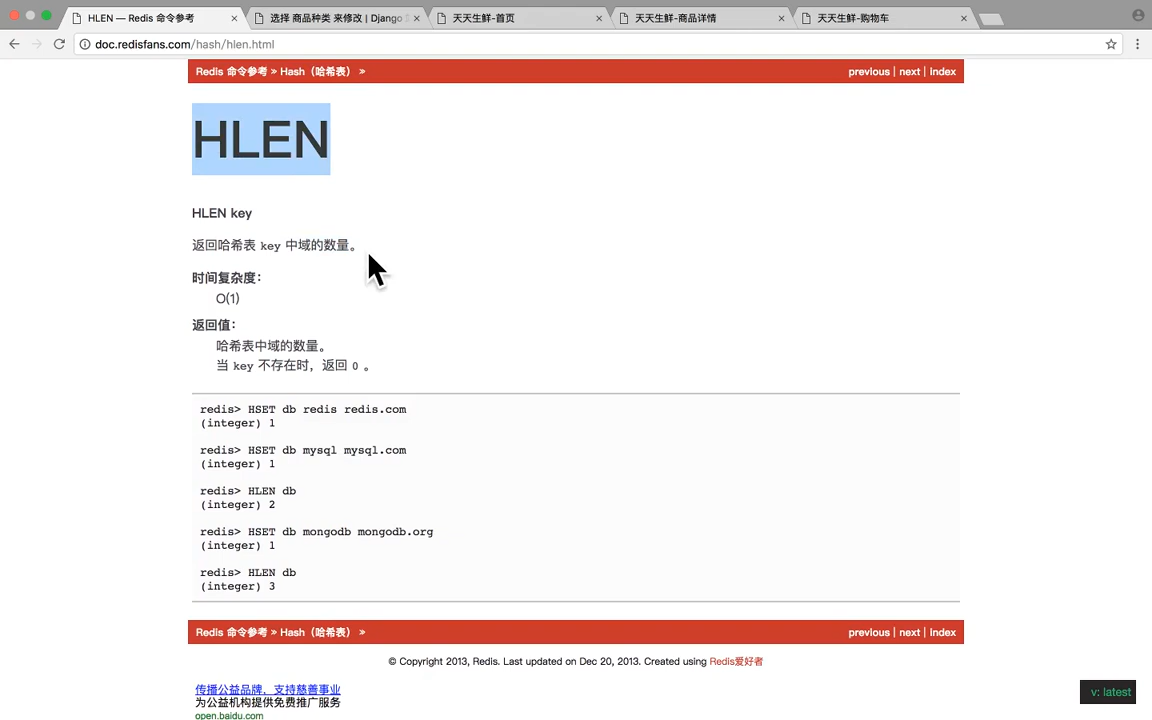 HLEN — Redis 命令参考
选择 商品种类 来修改 | Django
天天生鲜-首页
天天生鲜-商品详情
天天生鲜-购物车
doc.redisfans.com/hash/hlen.html
Redis 命令参考 » Hash（哈希表） »
previous | next | index
HLEN
HLEN key
返回哈希表 key 中域的数量。
时间复杂度：
O(1)
返回值：
哈希表中域的数量。
当 key 不存在时，返回 0 。
redis> HSET db redis redis.com
(integer) 1
redis> HSET db mysql mysql.com
(integer) 1
redis> HLEN db
(integer) 2
redis> HSET db mongodb mongodb.org
(integer) 1
redis> HLEN db
(integer) 3
Redis 命令参考 » Hash（哈希表） »
previous | next | index
© Copyright 2013, Redis. Last updated on Dec 20, 2013. Created using Redis爱好者
传播公益品牌，支持慈善事业
为公益机构提供免费推广服务
open.baidu.com
v: latest